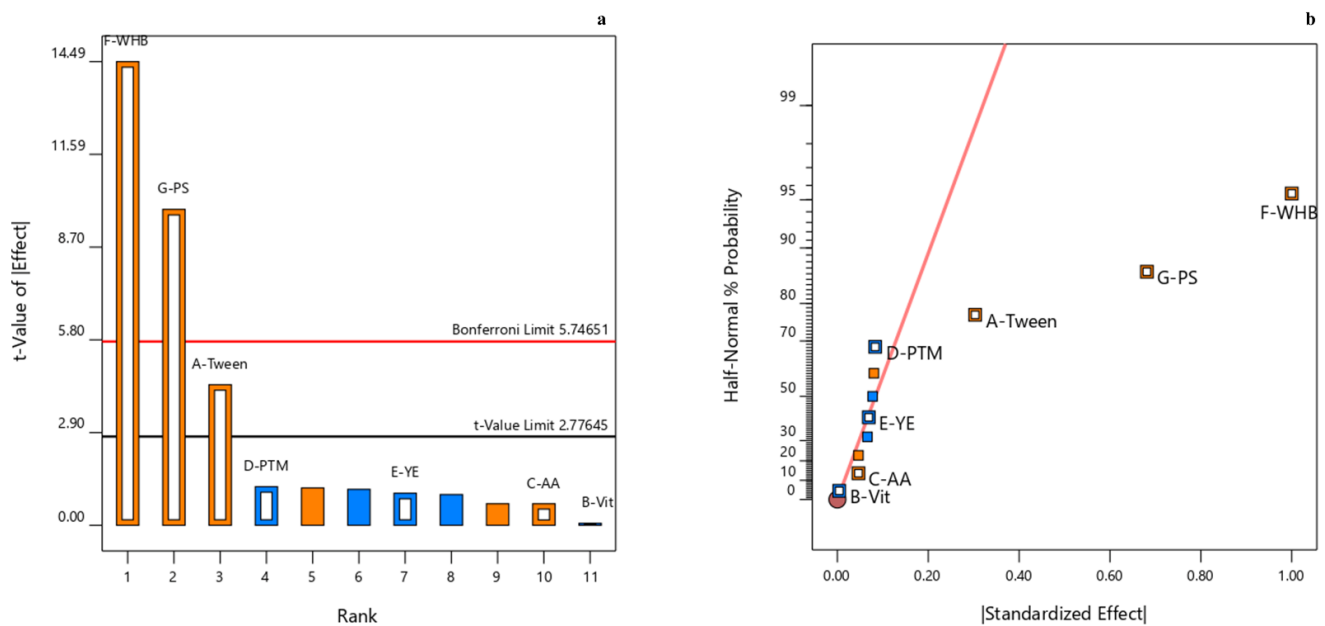 a
F-WHB
14.49
11.59
G-PS
8.70
5.80
Bonferroni Limit 5.74651
A-Tween
2.90
t-Value Limit 2.77645
D-PTM
E-YE
C-AA
B-Vit
0.00
t-Value of |Effect|
1 2 3 4 5 6 7 8 9 10 11
Rank
b
99
95
90
80
70
50
30
20
10
0
Half-Normal % Probability
F-WHB
G-PS
A-Tween
D-PTM
E-YE
C-AA
B-Vit
0.00 0.20 0.40 0.60 0.80 1.00
|Standardized Effect|